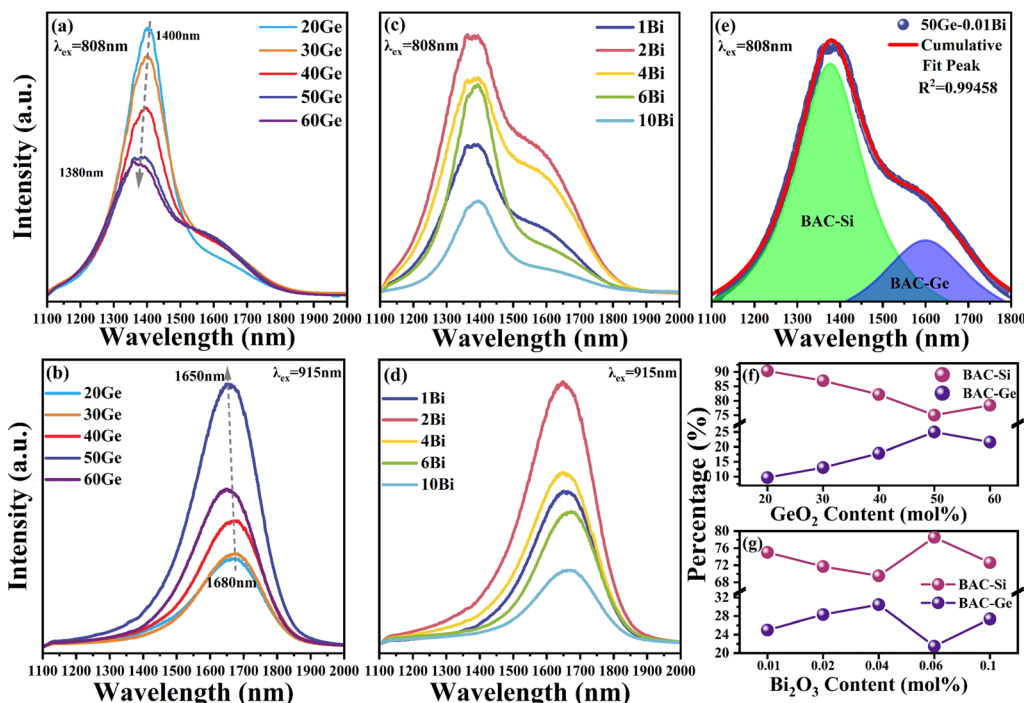 (a)
λex=808nm
1400nm
1380nm
20Ge
30Ge
40Ge
50Ge
60Ge
Intensity (a.u.)
1100 1200 1300 1400 1500 1600 1700 1800 1900 2000
Wavelength (nm)
(c)
λex=808nm
1Bi
2Bi
4Bi
6Bi
10Bi
1100 1200 1300 1400 1500 1600 1700 1800 1900 2000
Wavelength (nm)
(e)
λex=808nm
50Ge-0.01Bi
Cumulative
Fit Peak
R²=0.99458
BAC-Si
BAC-Ge
1100 1200 1300 1400 1500 1600 1700 1800
Wavelength (nm)
(b)
1650nm
λex=915nm
20Ge
30Ge
40Ge
50Ge
60Ge
1680nm
Intensity (a.u.)
1100 1200 1300 1400 1500 1600 1700 1800 1900 2000
Wavelength (nm)
(d)
λex=915nm
1Bi
2Bi
4Bi
6Bi
10Bi
1100 1200 1300 1400 1500 1600 1700 1800 1900 2000
Wavelength (nm)
Percentage (%)
(f)
BAC-Si
BAC-Ge
90
85
80
75
25
20
15
10
20 30 40 50 60
GeO₂ Content (mol%)
(g)
BAC-Si
BAC-Ge
80
76
72
68
32
28
24
20
0.01 0.02 0.04 0.06 0.1
Bi₂O₃ Content (mol%)